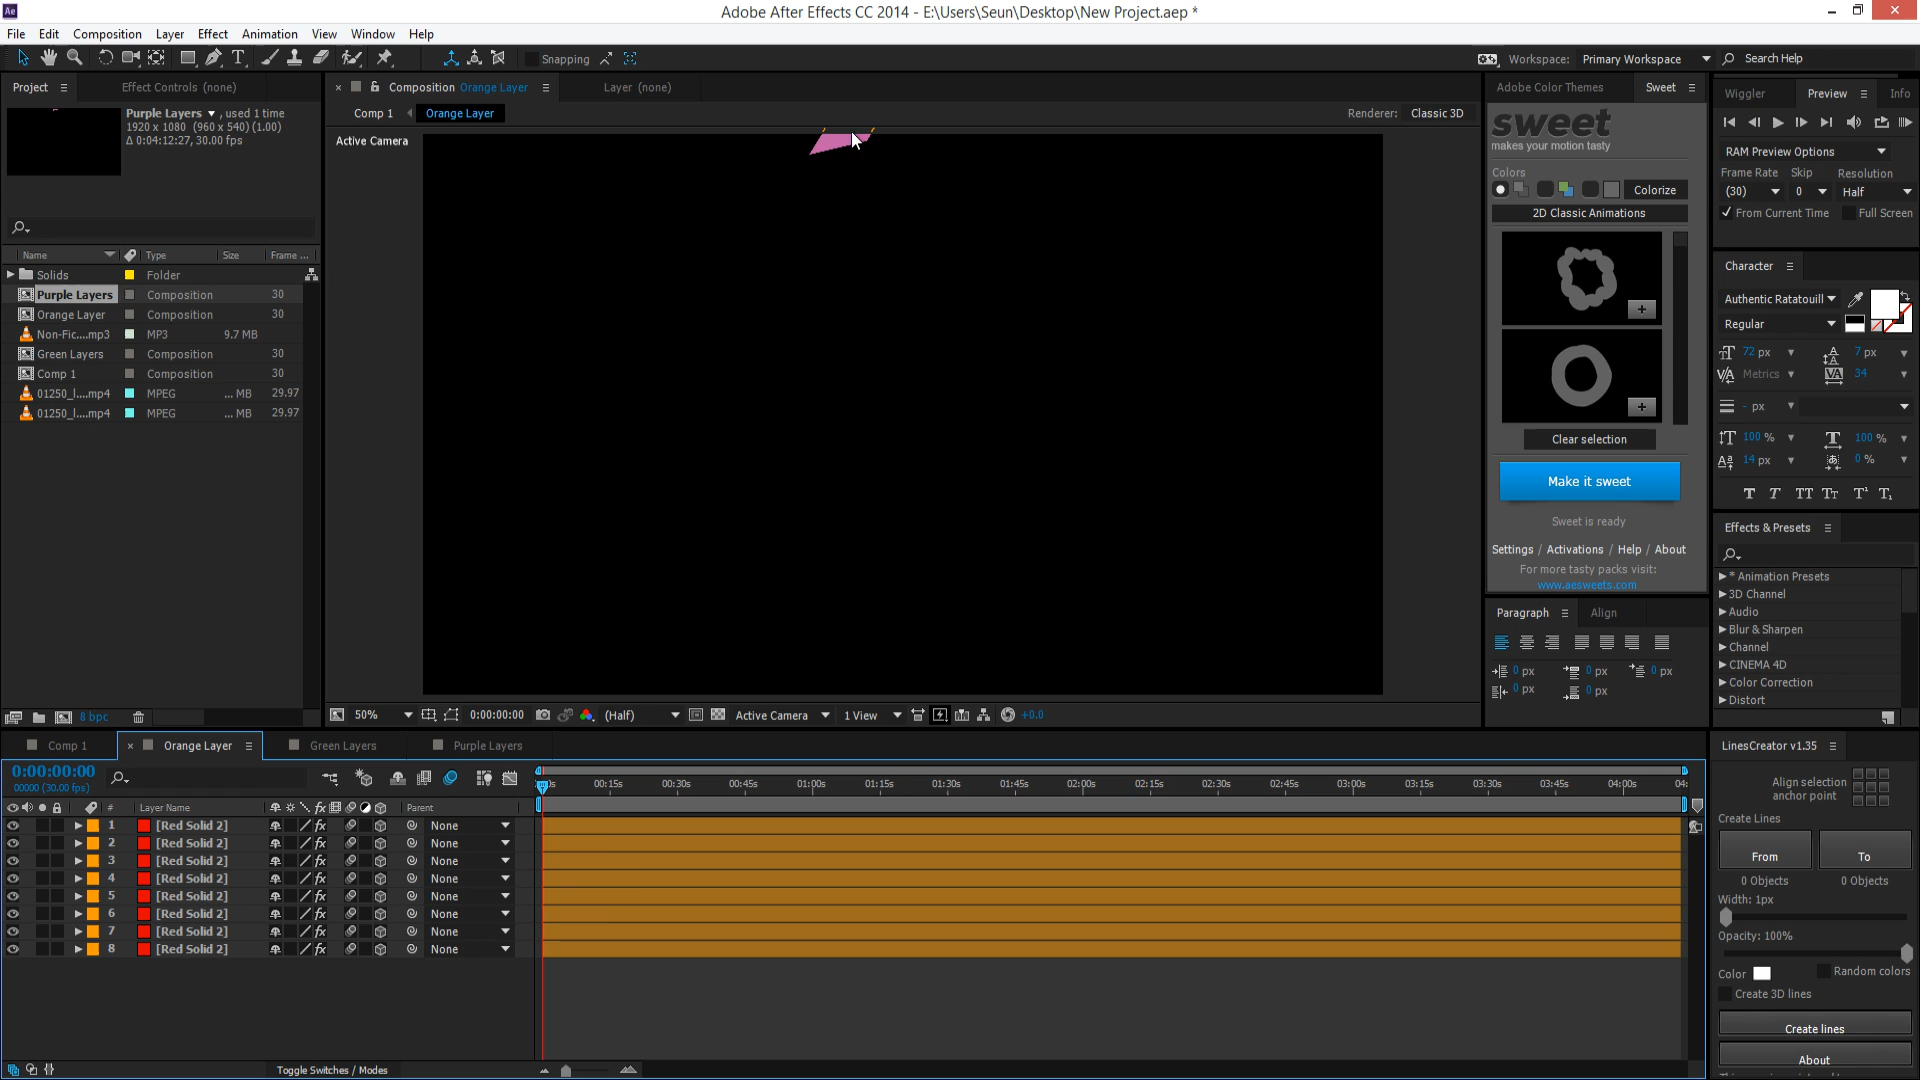 Adobe After Effects CC 2014 - E:\Users\Seun\Desktop\New Project.aep *
File Edit Composition Layer Effect Animation View Window Help
Snapping
Workspace: Primary Workspace Search Help
Project Effect Controls (none)
Purple Layers , used 1 time
1920 x 1080 (960 x 540) (1.00)
Δ 0:04:12:27, 30.00 fps
Name Type Size Frame ...
Solids Folder
Purple Layers Composition 30
Orange Layer Composition 30
Non-Fic....mp3 MP3 9.7 MB
Green Layers Composition 30
Comp 1 Composition 30
01250_l....mp4 MPEG ... MB 29.97
01250_l....mp4 MPEG ... MB 29.97
8 bpc
Composition Orange Layer Layer (none)
Comp 1 Orange Layer
Renderer: Classic 3D
Active Camera
50% 0:00:00:00 (Half) Active Camera 1 View +0.0
Adobe Color Themes Sweet
sweet
makes your motion tasty
Colors
Colorize
2D Classic Animations
Clear selection
Make it sweet
Sweet is ready
Settings / Activations / Help / About
For more tasty packs visit:
www.aesweets.com
Paragraph Align
0 px 0 px 0 px
0 px 0 px
Wiggler Preview Info
RAM Preview Options
Frame Rate Skip Resolution
(30) 0 Half
From Current Time Full Screen
Character
Authentic Ratatouill
Regular
72 px 7 px
Metrics 34
- px
100 % 100 %
14 px 0 %
Effects & Presets
* Animation Presets
3D Channel
Audio
Blur & Sharpen
Channel
CINEMA 4D
Color Correction
Distort
Comp 1 Orange Layer Green Layers Purple Layers
0:00:00:00
00000 (30.00 fps)
00:15s 00:30s 00:45s 01:00s 01:15s 01:30s 01:45s 02:00s 02:15s 02:30s 02:45s 03:00s 03:15s 03:30s 03:45s 04:00s 04:
# Layer Name Parent
1 [Red Solid 2] None
2 [Red Solid 2] None
3 [Red Solid 2] None
4 [Red Solid 2] None
5 [Red Solid 2] None
6 [Red Solid 2] None
7 [Red Solid 2] None
8 [Red Solid 2] None
Toggle Switches / Modes
LinesCreator v1.35
Align selection
anchor point
Create Lines
From To
0 Objects 0 Objects
Width: 1px
Opacity: 100%
Color Random colors
Create 3D lines
Create lines
About